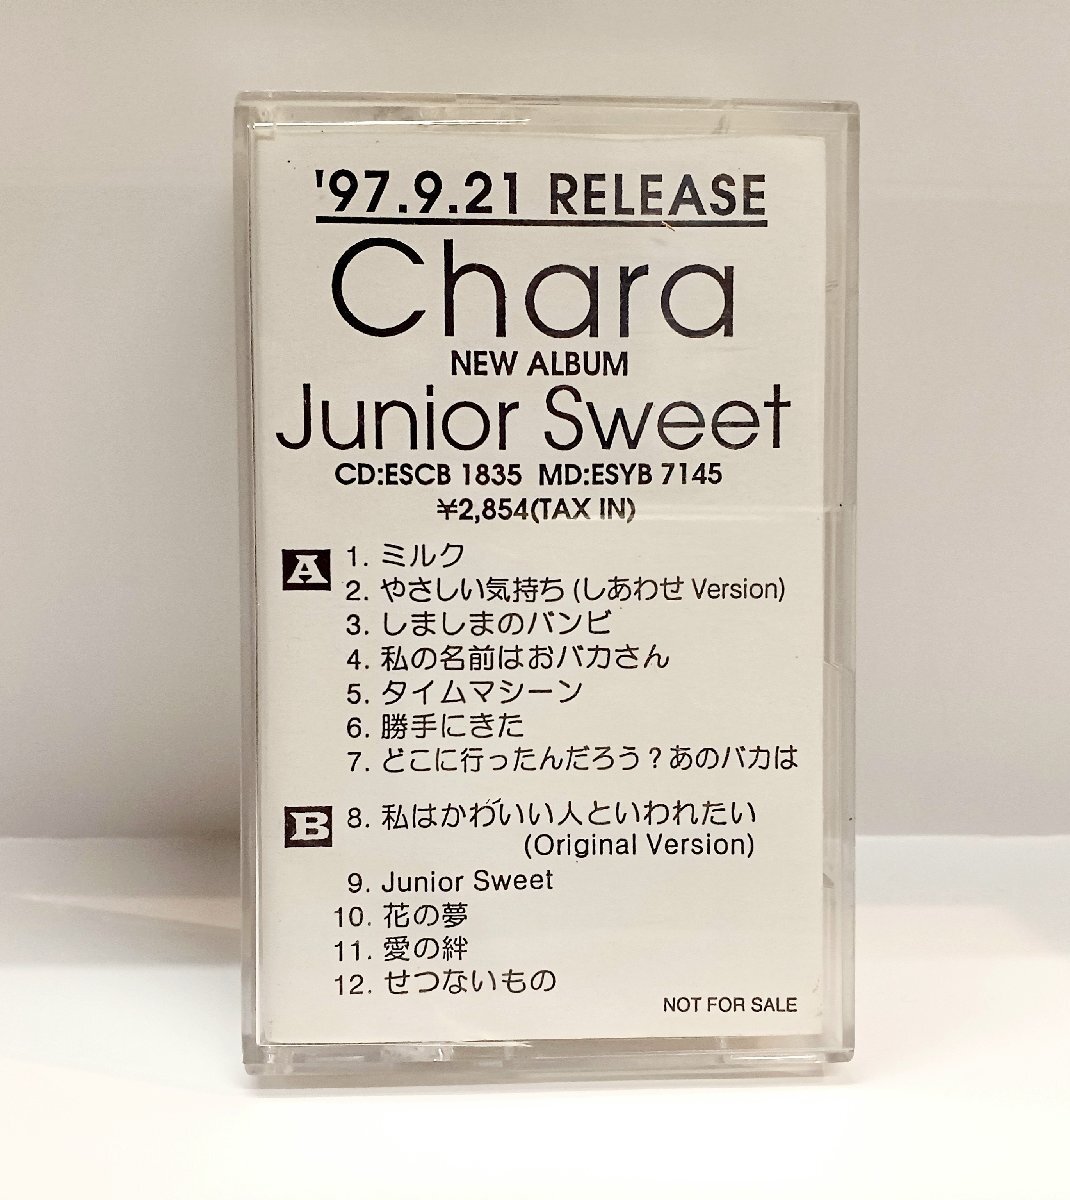 '97.9.21 RELEASE
Chara
NEW ALBUM
Junior Sweet
CD:ESCB 1835 MD:ESYB 7145
¥2,854(TAX IN)
A 1. ミルク
2. やさしい気持ち (しあわせ Version)
3. しましまのバンビ
4. 私の名前はおバカさん
5. タイムマシーン
6. 勝手にきた
7. どこに行ったんだろう？あのバカは
B 8. 私はかわいい人といわれたい
(Original Version)
9. Junior Sweet
10. 花の夢
11. 愛の絆
12. せつないもの
NOT FOR SALE